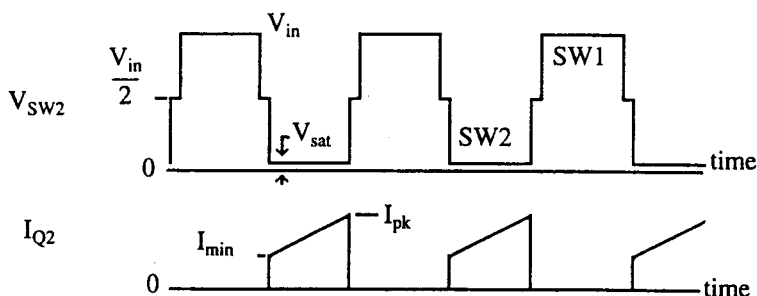 V_in
V_in
2
V_SW2
SW1
V_sat
SW2
0
time
I_Q2
I_min
I_pk
0
time